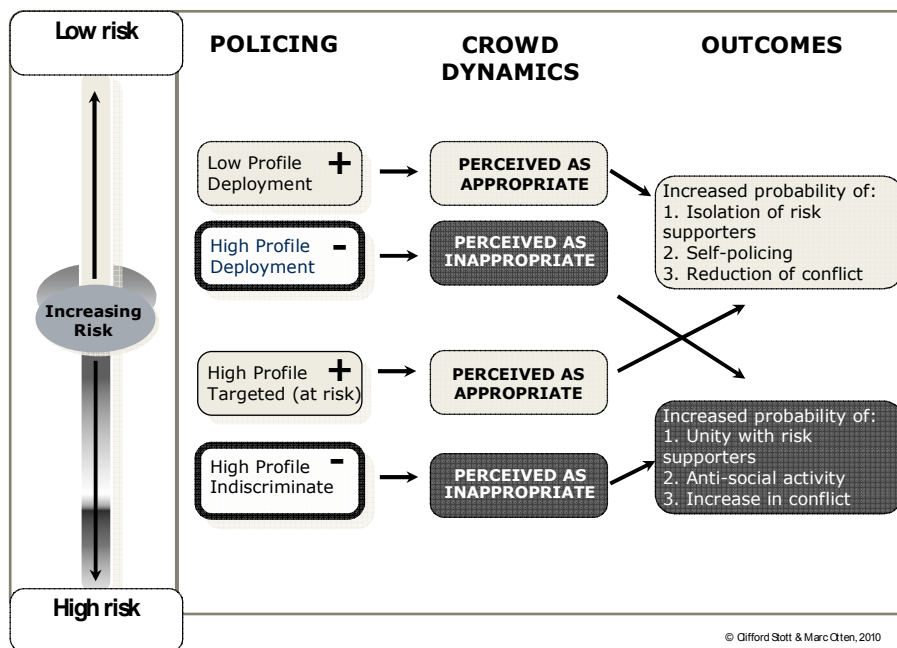 Low risk
POLICING
CROWD
DYNAMICS
OUTCOMES
Low Profile +
Deployment
PERCEIVED AS
APPROPRIATE
High Profile -
Deployment
PERCEIVED AS
INAPPROPRIATE
Increased probability of:
1. Isolation of risk
supporters
2. Self-policing
3. Reduction of conflict
Increasing
Risk
High Profile +
Targeted (at risk)
PERCEIVED AS
APPROPRIATE
High Profile -
Indiscriminate
PERCEIVED AS
INAPPROPRIATE
Increased probability of:
1. Unity with risk
supporters
2. Anti-social activity
3. Increase in conflict
High risk
© Clifford Stott & Marc Otten, 2010